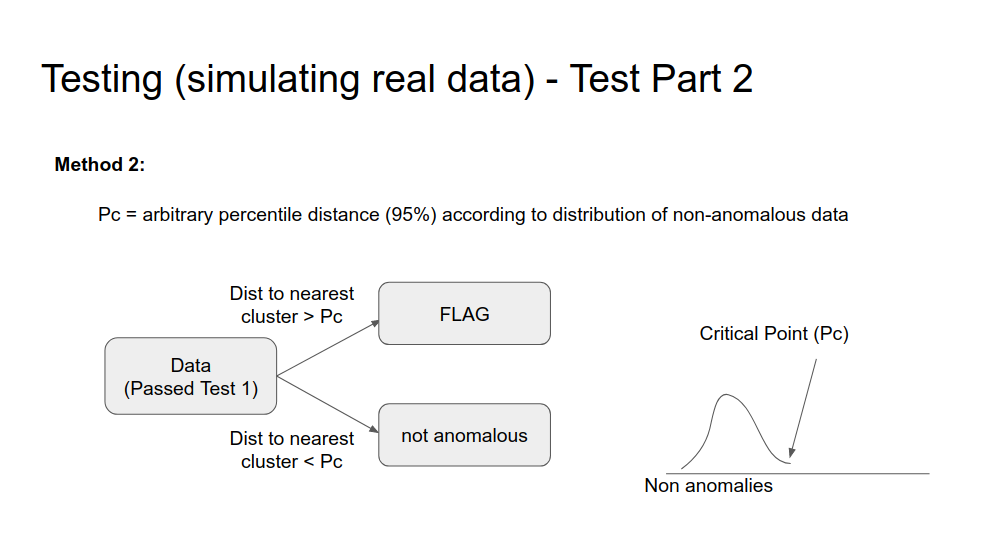 Testing (simulating real data) - Test Part 2
Method 2:
Pc = arbitrary percentile distance (95%) according to distribution of non-anomalous data
Dist to nearest
cluster > Pc
FLAG
Data
(Passed Test 1)
Dist to nearest
cluster < Pc
not anomalous
Critical Point (Pc)
Non anomalies